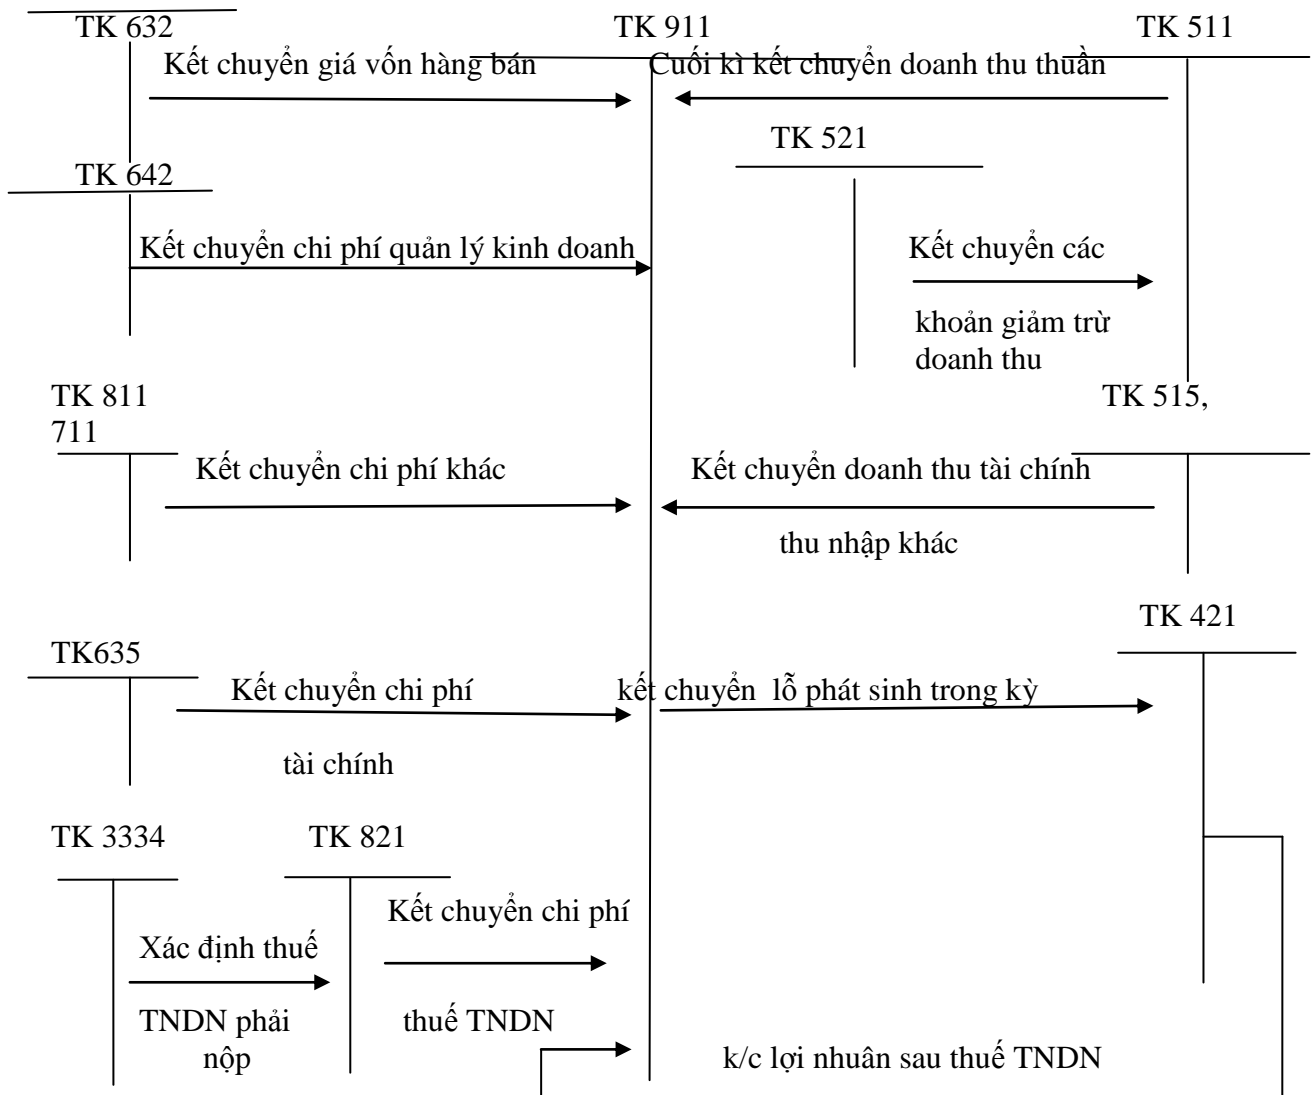 TK 632
TK 911
TK 511
Kết chuyển giá vốn hàng bán
Cuối kì kết chuyển doanh thu thuần
TK 521
TK 642
Kết chuyển chi phí quản lý kinh doanh
Kết chuyển các
khoản giảm trừ
doanh thu
TK 811
TK 515,
711
Kết chuyển chi phí khác
Kết chuyển doanh thu tài chính
thu nhập khác
TK 421
TK635
Kết chuyển chi phí
kết chuyển lỗ phát sinh trong kỳ
tài chính
TK 3334
TK 821
Kết chuyển chi phí
Xác định thuế
TNDN phải
nộp
thuế TNDN
k/c lợi nhuân sau thuế TNDN